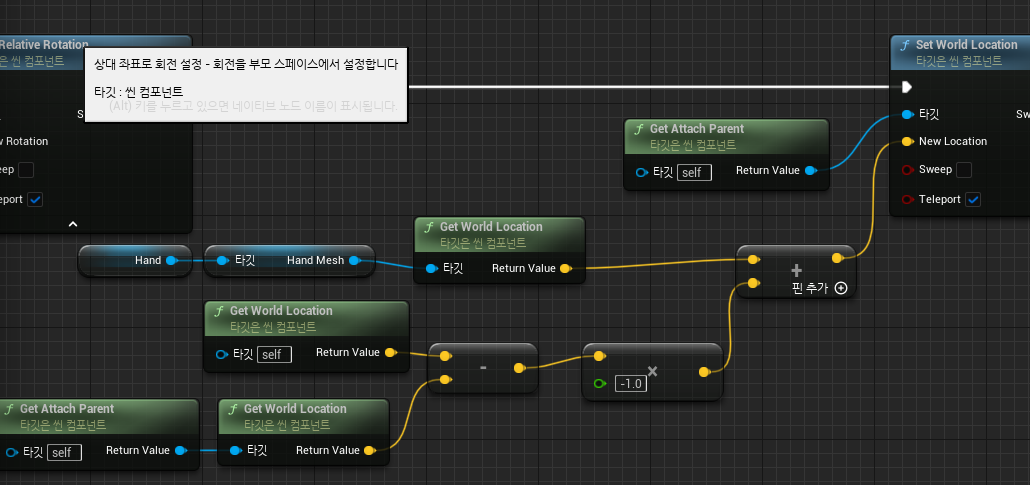 Relative Rotation
은 씬 컴포넌트
상대 좌표로 회전 설정 - 회전을 부모 스페이스에서 설정합니다
타깃 : 씬 컴포넌트
(Alt) 키를 누르고 있으면 네이티브 노드 이름이 표시됩니다.
S
w Rotation
eep
eport
f Set World Location
타깃은 씬 컴포넌트
타깃
Sw
New Location
Sweep
Teleport
f Get Attach Parent
타깃은 씬 컴포넌트
타깃 self
Return Value
Hand
타깃
Hand Mesh
f Get World Location
타깃은 씬 컴포넌트
타깃
Return Value
+
핀 추가
f Get World Location
타깃은 씬 컴포넌트
타깃 self
Return Value
-
-1.0
×
f Get Attach Parent
타깃은 씬 컴포넌트
타깃 self
Return Value
f Get World Location
타깃은 씬 컴포넌트
타깃
Return Value